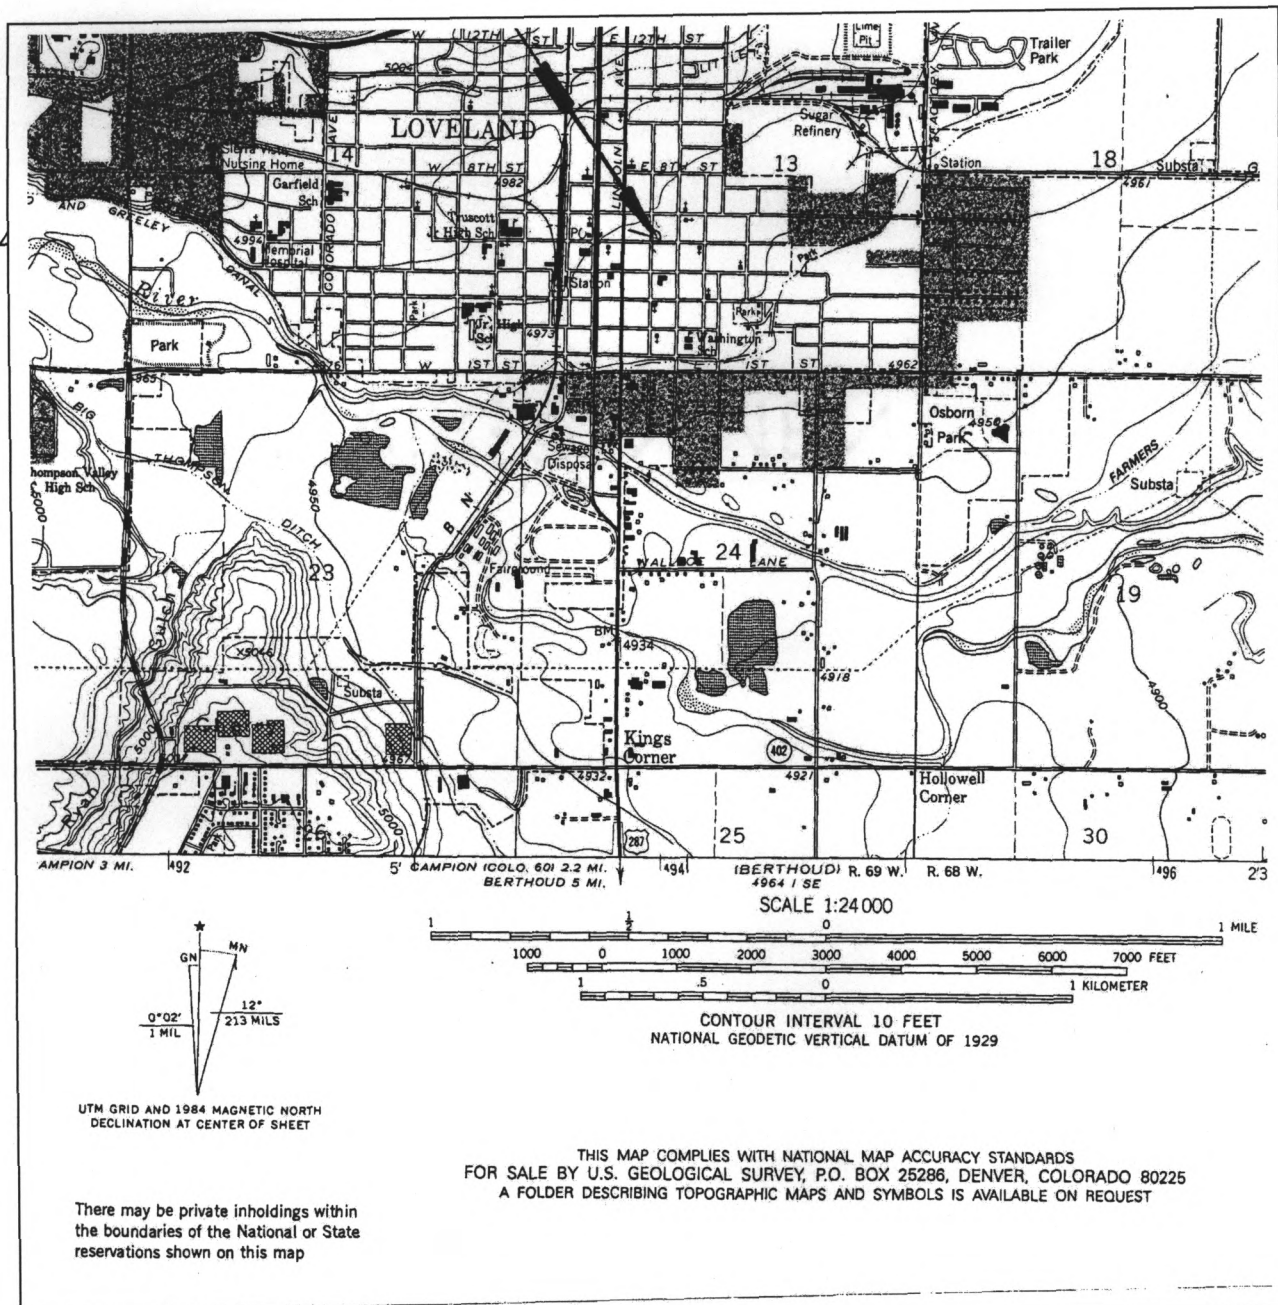 W 12TH ST E 12TH ST
Lime
Pit
Trailer
Park
LITTLE
AVE
LOVELAND
Sugar
Refinery
AVE
14
Nursing Home
W 8TH ST
4982
E 8TH ST
LINCOLN
13
Station
18
Substa
4961
G
Garfield
Sch
AND GREELEY
CANAL
4994
Memorial
Hospital
COLORADO
Truscott
Jr High Sch
PO
Station
Park
River
Park
Park
Jr High
Sch
4973
Park
Washington
Sch
W 1ST ST
1ST ST
4962
4965
BIG
THOMPSON
DITCH
hompson Valley
High Sch
5000
4950
Sewage
Disposal
Osborn
Park
4950
FARMERS
Substa
B N
23
Fairground
WALLACE LANE
24
19
Gulch
X5046
BM
4934
4918
4900
Substa
5000
4967
Kings
Corner
4932
402
4921
Hollowell
Corner
Ryan
Park
26
5000
287
25
30
AMPION 3 MI.
492
5'
CAMPION (COLO. 60) 2.2 MI.
BERTHOUD 5 MI.
494
(BERTHOUD)
4964 I SE
R. 69 W. R. 68 W.
496
2'3
SCALE 1:24 000
1 ½ 0 1 MILE
1000 0 1000 2000 3000 4000 5000 6000 7000 FEET
1 .5 0 1 KILOMETER
CONTOUR INTERVAL 10 FEET
NATIONAL GEODETIC VERTICAL DATUM OF 1929
★
GN
MN
0°02'
1 MIL
12°
213 MILS
UTM GRID AND 1984 MAGNETIC NORTH
DECLINATION AT CENTER OF SHEET
THIS MAP COMPLIES WITH NATIONAL MAP ACCURACY STANDARDS
FOR SALE BY U.S. GEOLOGICAL SURVEY, P.O. BOX 25286, DENVER, COLORADO 80225
A FOLDER DESCRIBING TOPOGRAPHIC MAPS AND SYMBOLS IS AVAILABLE ON REQUEST
There may be private inholdings within
the boundaries of the National or State
reservations shown on this map